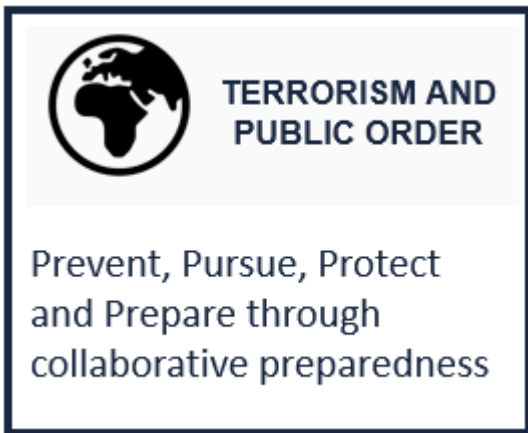 TERRORISM AND
PUBLIC ORDER
Prevent, Pursue, Protect
and Prepare through
collaborative preparedness